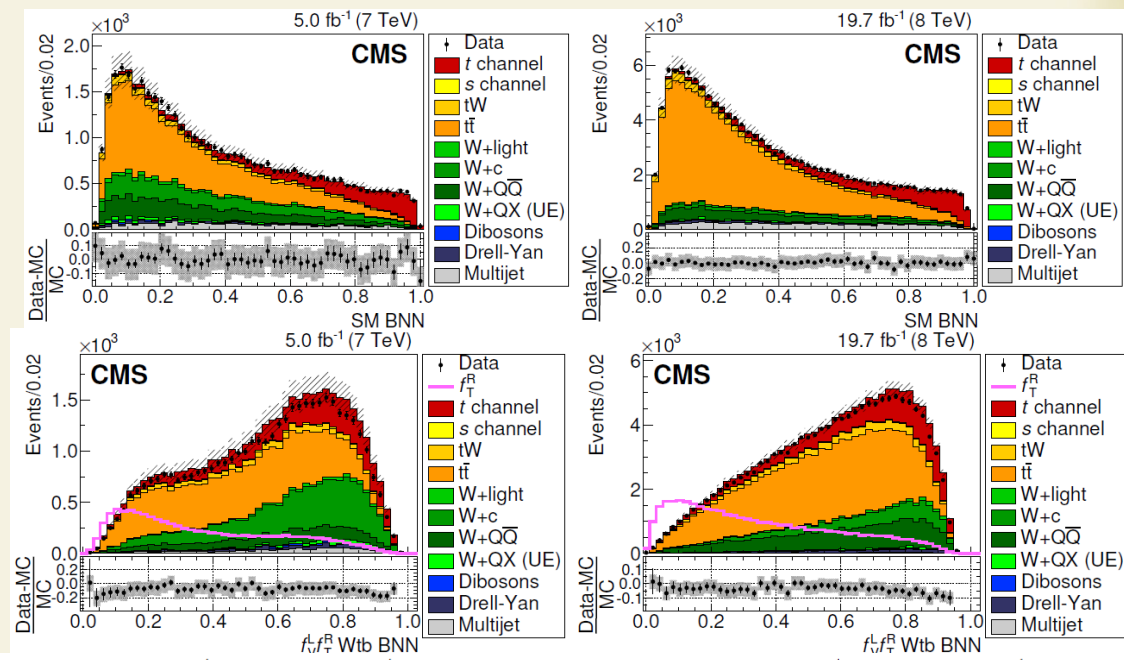 5.0 fb⁻¹ (7 TeV)
×10³
CMS
Events/0.02
2.0
1.5
1.0
0.5
0.0
Data
t channel
s channel
tW
tt̄
W+light
W+c
W+QQ̅
W+QX (UE)
Dibosons
Drell-Yan
Multijet
Data-MC
MC
0.1
0.0
-0.1
0.0 0.2 0.4 0.6 0.8 1.0
SM BNN
19.7 fb⁻¹ (8 TeV)
×10³
CMS
Events/0.02
6
4
2
0
Data
t channel
s channel
tW
tt̄
W+light
W+c
W+QQ̅
W+QX (UE)
Dibosons
Drell-Yan
Multijet
Data-MC
MC
0.2
0.0
-0.2
0.0 0.2 0.4 0.6 0.8 1.0
SM BNN
5.0 fb⁻¹ (7 TeV)
×10³
CMS
Events/0.02
1.5
1.0
0.5
0.0
Data
f_T^R
t channel
s channel
tW
tt̄
W+light
W+c
W+QQ̅
W+QX (UE)
Dibosons
Drell-Yan
Multijet
Data-MC
MC
0.2
0.0
-0.2
0.0 0.2 0.4 0.6 0.8 1.0
f_V^L f_T^R Wtb BNN
19.7 fb⁻¹ (8 TeV)
×10³
CMS
Events/0.02
6
4
2
0
Data
f_T^R
t channel
s channel
tW
tt̄
W+light
W+c
W+QQ̅
W+QX (UE)
Dibosons
Drell-Yan
Multijet
Data-MC
MC
0.1
0.0
-0.1
0.0 0.2 0.4 0.6 0.8 1.0
f_V^L f_T^R Wtb BNN